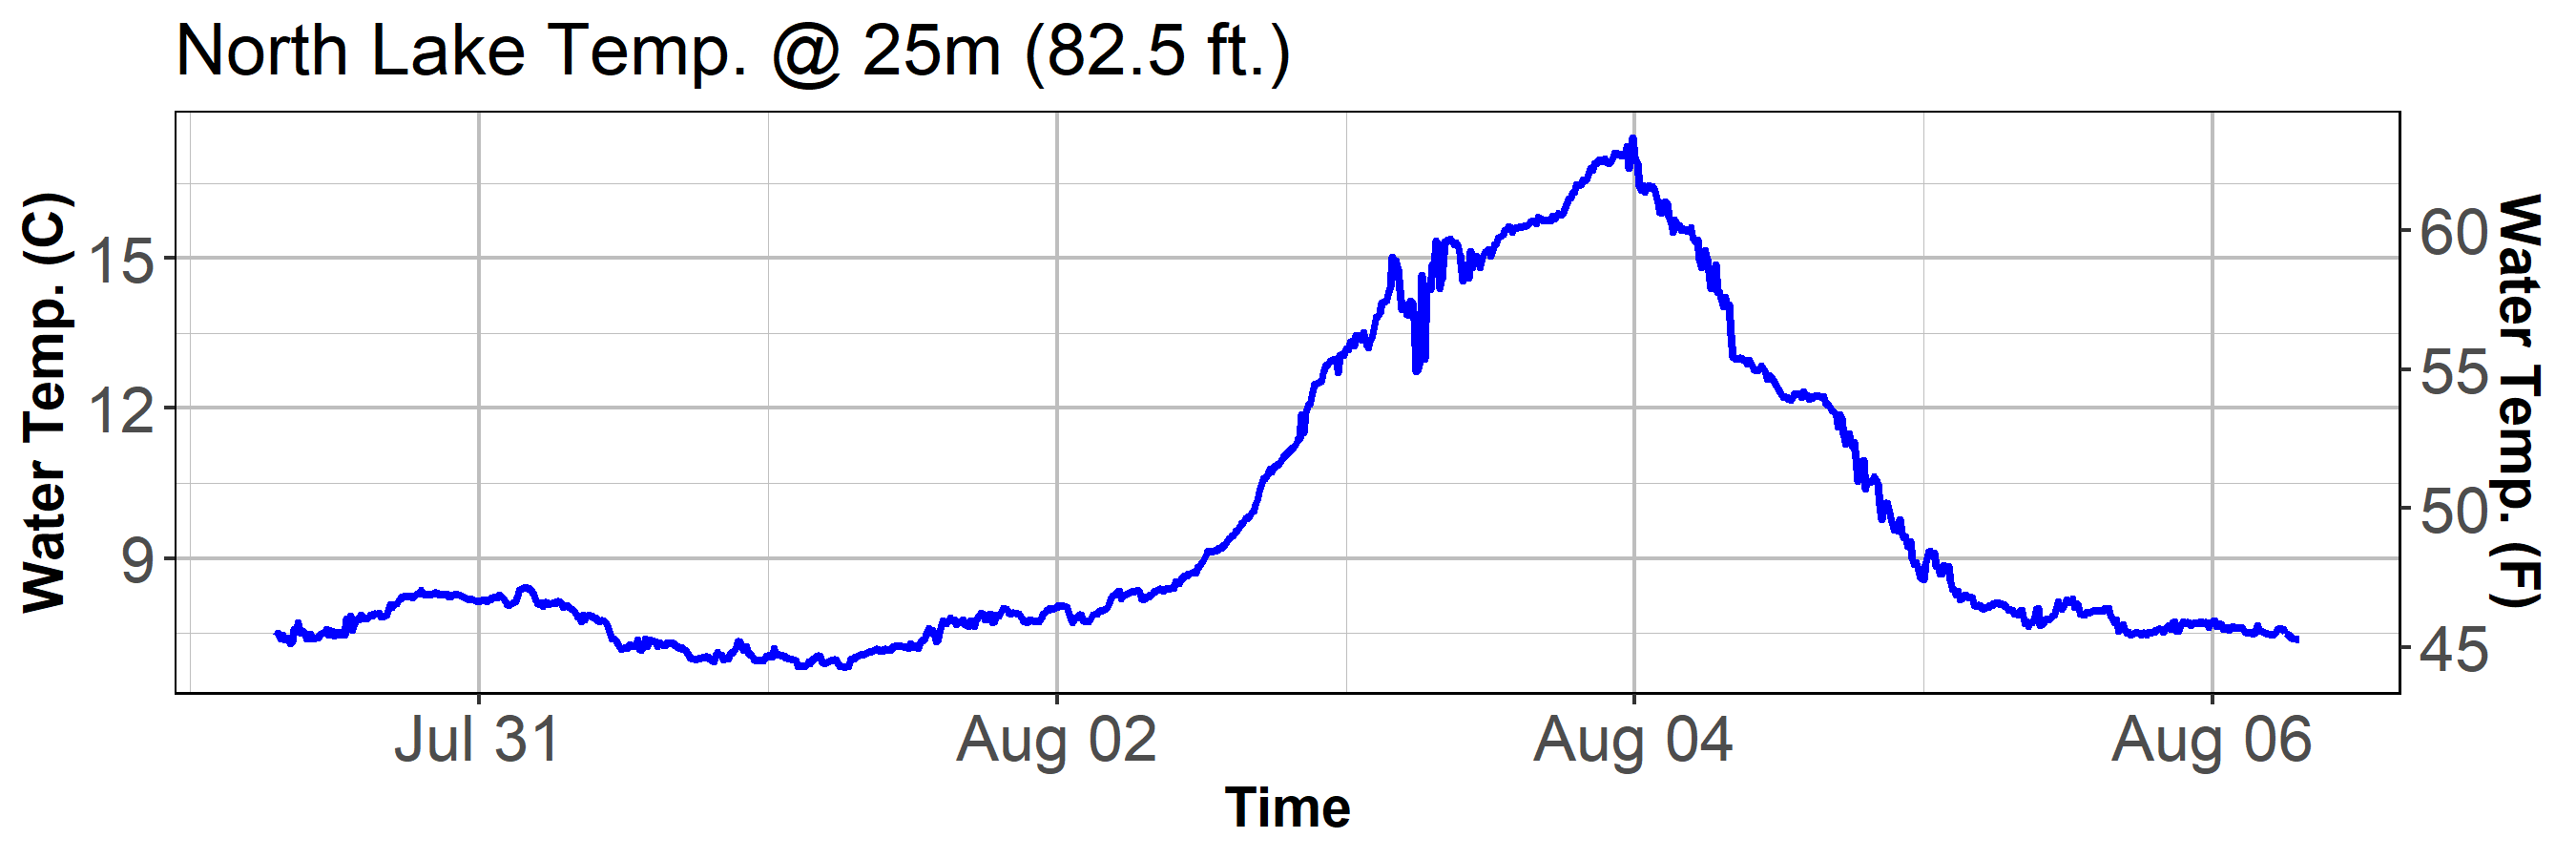 North Lake Temp. @ 25m (82.5 ft.)
Water Temp. (C)
15
12
9
60
55
50
45
Water Temp. (F)
Jul 31
Aug 02
Aug 04
Aug 06
Time